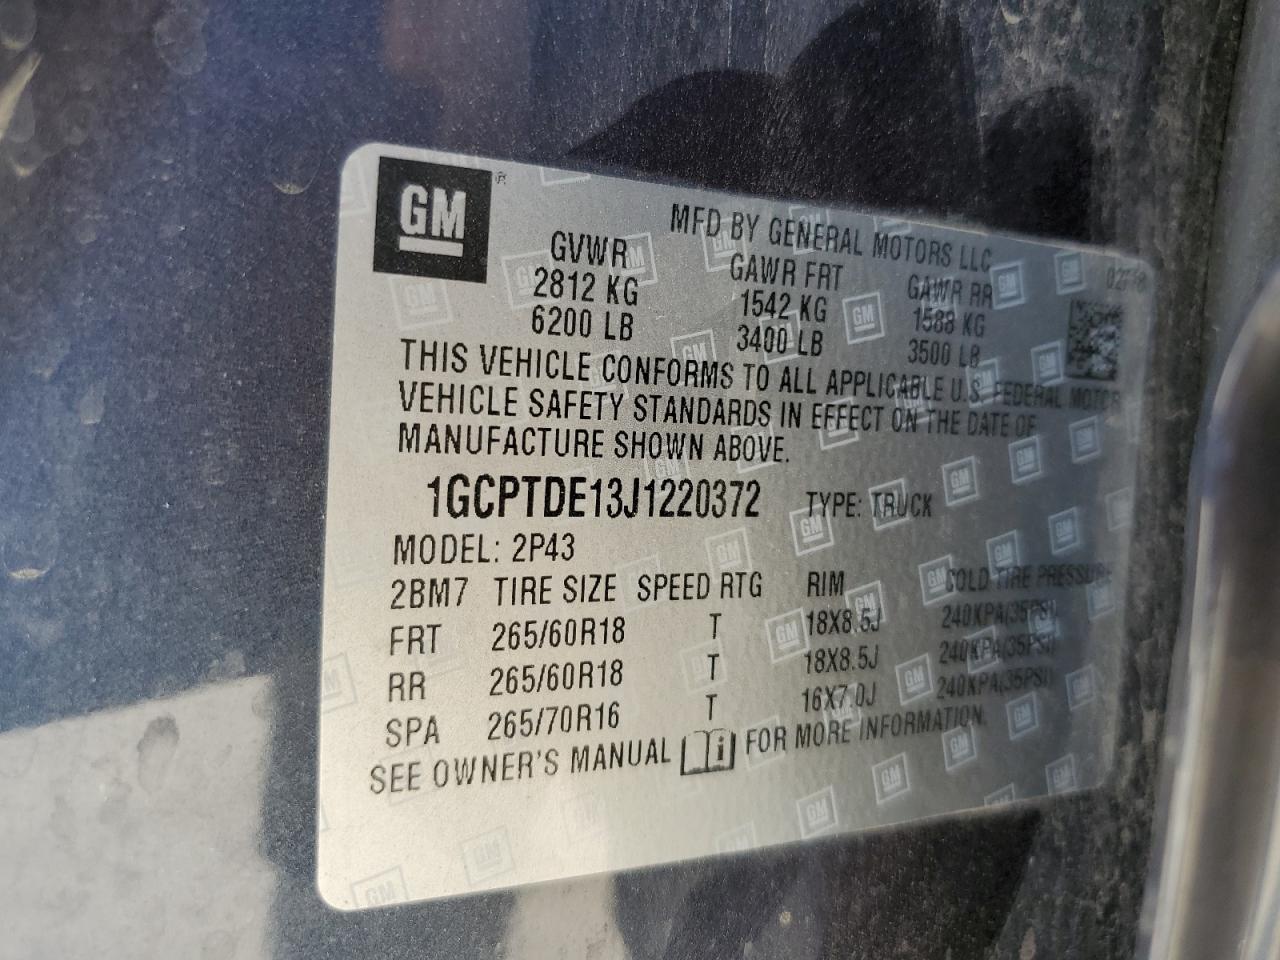 GM ®
MFD BY GENERAL MOTORS LLC
GVWR GAWR FRT GAWR RR
2812 KG 1542 KG 1588 KG
6200 LB 3400 LB 3500 LB
THIS VEHICLE CONFORMS TO ALL APPLICABLE U.S. FEDERAL MOTOR
VEHICLE SAFETY STANDARDS IN EFFECT ON THE DATE OF
MANUFACTURE SHOWN ABOVE.
1GCPTDE13J1220372 TYPE: TRUCK
MODEL: 2P43
2BM7 TIRE SIZE SPEED RTG RIM COLD TIRE PRESSURE
FRT 265/60R18 T 18X8.5J 240KPA(35PSI)
RR 265/60R18 T 18X8.5J 240KPA(35PSI)
SPA 265/70R16 T 16X7.0J 240KPA(35PSI)
SEE OWNER'S MANUAL i FOR MORE INFORMATION.